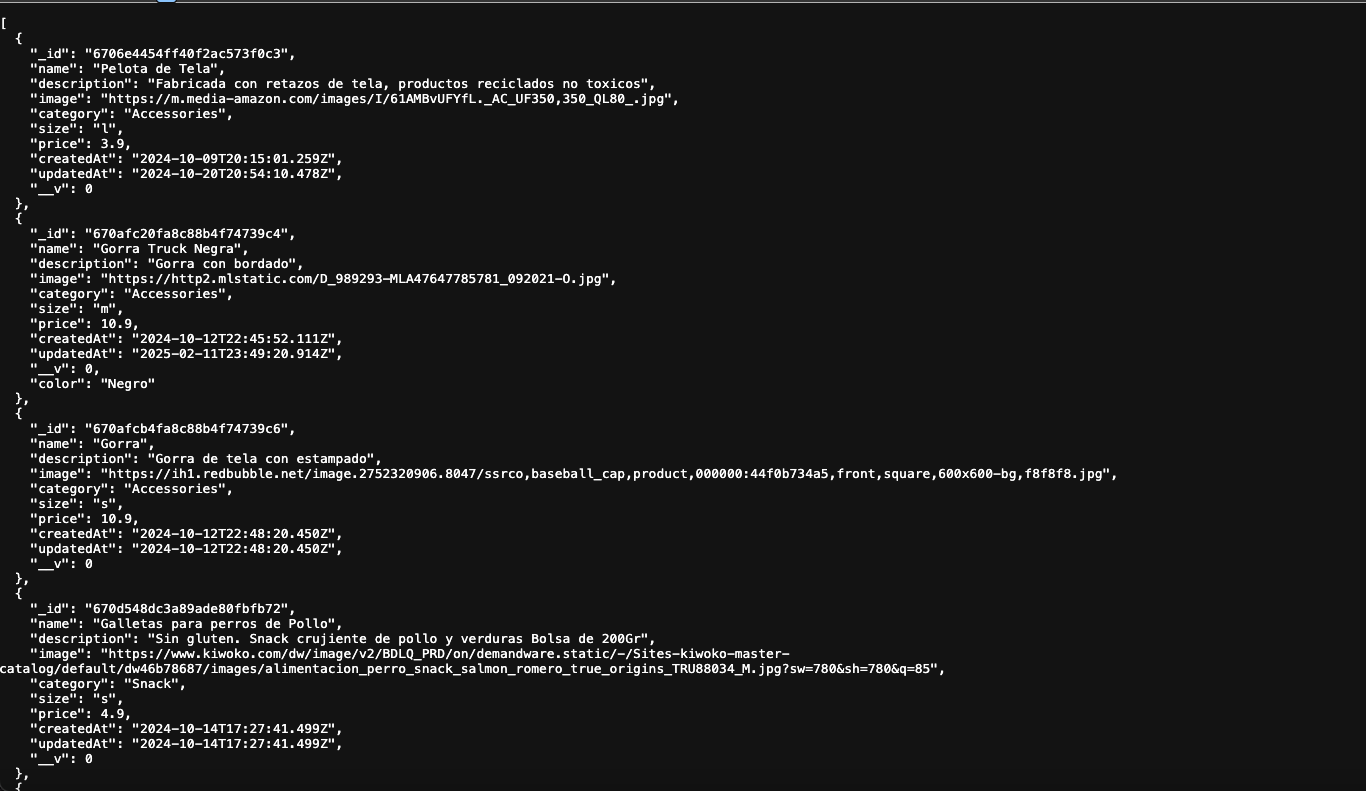 [
{
"_id": "6706e4454ff40f2ac573f0c3",
"name": "Pelota de Tela",
"description": "Fabricada con retazos de tela, productos reciclados no toxicos",
"image": "https://m.media-amazon.com/images/I/61AMBvUFYfL._AC_UF350,350_QL80_.jpg",
"category": "Accessories",
"size": "l",
"price": 3.9,
"createdAt": "2024-10-09T20:15:01.259Z",
"updatedAt": "2024-10-20T20:54:10.478Z",
"__v": 0
},
{
"_id": "670afc20fa8c88b4f74739c4",
"name": "Gorra Truck Negra",
"description": "Gorra con bordado",
"image": "https://http2.mlstatic.com/D_989293-MLA47647785781_092021-O.jpg",
"category": "Accessories",
"size": "m",
"price": 10.9,
"createdAt": "2024-10-12T22:45:52.111Z",
"updatedAt": "2025-02-11T23:49:20.914Z",
"__v": 0,
"color": "Negro"
},
{
"_id": "670afcb4fa8c88b4f74739c6",
"name": "Gorra",
"description": "Gorra de tela con estampado",
"image": "https://ih1.redbubble.net/image.2752320906.8047/ssrco,baseball_cap,product,000000:44f0b734a5,front,square,600x600-bg,f8f8f8.jpg",
"category": "Accessories",
"size": "s",
"price": 10.9,
"createdAt": "2024-10-12T22:48:20.450Z",
"updatedAt": "2024-10-12T22:48:20.450Z",
"__v": 0
},
{
"_id": "670d548dc3a89ade80fbfb72",
"name": "Galletas para perros de Pollo",
"description": "Sin gluten. Snack crujiente de pollo y verduras Bolsa de 200Gr",
"image": "https://www.kiwoko.com/dw/image/v2/BDLQ_PRD/on/demandware.static/-/Sites-kiwoko-master-
catalog/default/dw46b78687/images/alimentacion_perro_snack_salmon_romero_true_origins_TRU88034_M.jpg?sw=780&sh=780&q=85",
"category": "Snack",
"size": "s",
"price": 4.9,
"createdAt": "2024-10-14T17:27:41.499Z",
"updatedAt": "2024-10-14T17:27:41.499Z",
"__v": 0
},
{